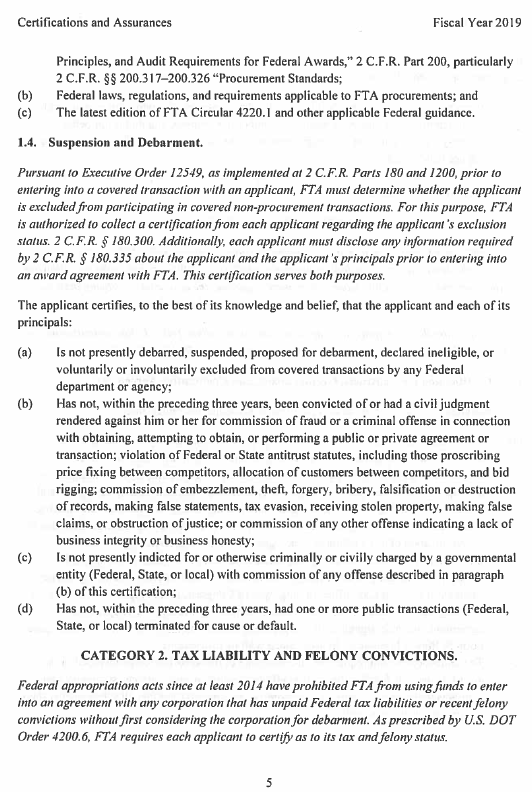 Certifications and Assurances Fiscal Year 2019
Principles, and Audit Requirements for Federal Awards,” 2 C.F.R. Part 200, particularly
2 C.F.R. §§ 200.317–200.326 “Procurement Standards;
(b) Federal laws, regulations, and requirements applicable to FTA procurements; and
(c) The latest edition of FTA Circular 4220.1 and other applicable Federal guidance.
1.4. Suspension and Debarment.
Pursuant to Executive Order 12549, as implemented at 2 C.F.R. Parts 180 and 1200, prior to
entering into a covered transaction with an applicant, FTA must determine whether the applicant
is excluded from participating in covered non-procurement transactions. For this purpose, FTA
is authorized to collect a certification from each applicant regarding the applicant’s exclusion
status. 2 C.F.R. § 180.300. Additionally, each applicant must disclose any information required
by 2 C.F.R. § 180.335 about the applicant and the applicant’s principals prior to entering into
an award agreement with FTA. This certification serves both purposes.
The applicant certifies, to the best of its knowledge and belief, that the applicant and each of its
principals:
(a) Is not presently debarred, suspended, proposed for debarment, declared ineligible, or
voluntarily or involuntarily excluded from covered transactions by any Federal
department or agency;
(b) Has not, within the preceding three years, been convicted of or had a civil judgment
rendered against him or her for commission of fraud or a criminal offense in connection
with obtaining, attempting to obtain, or performing a public or private agreement or
transaction; violation of Federal or State antitrust statutes, including those proscribing
price fixing between competitors, allocation of customers between competitors, and bid
rigging; commission of embezzlement, theft, forgery, bribery, falsification or destruction
of records, making false statements, tax evasion, receiving stolen property, making false
claims, or obstruction of justice; or commission of any other offense indicating a lack of
business integrity or business honesty;
(c) Is not presently indicted for or otherwise criminally or civilly charged by a governmental
entity (Federal, State, or local) with commission of any offense described in paragraph
(b) of this certification;
(d) Has not, within the preceding three years, had one or more public transactions (Federal,
State, or local) terminated for cause or default.
CATEGORY 2. TAX LIABILITY AND FELONY CONVICTIONS.
Federal appropriations acts since at least 2014 have prohibited FTA from using funds to enter
into an agreement with any corporation that has unpaid Federal tax liabilities or recent felony
convictions without first considering the corporation for debarment. As prescribed by U.S. DOT
Order 4200.6, FTA requires each applicant to certify as to its tax and felony status.
5